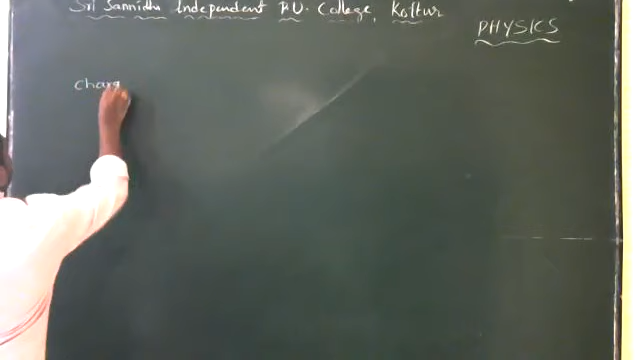 Sri Sannidhi Independent P.U. College, Kottur
PHYSICS
charg